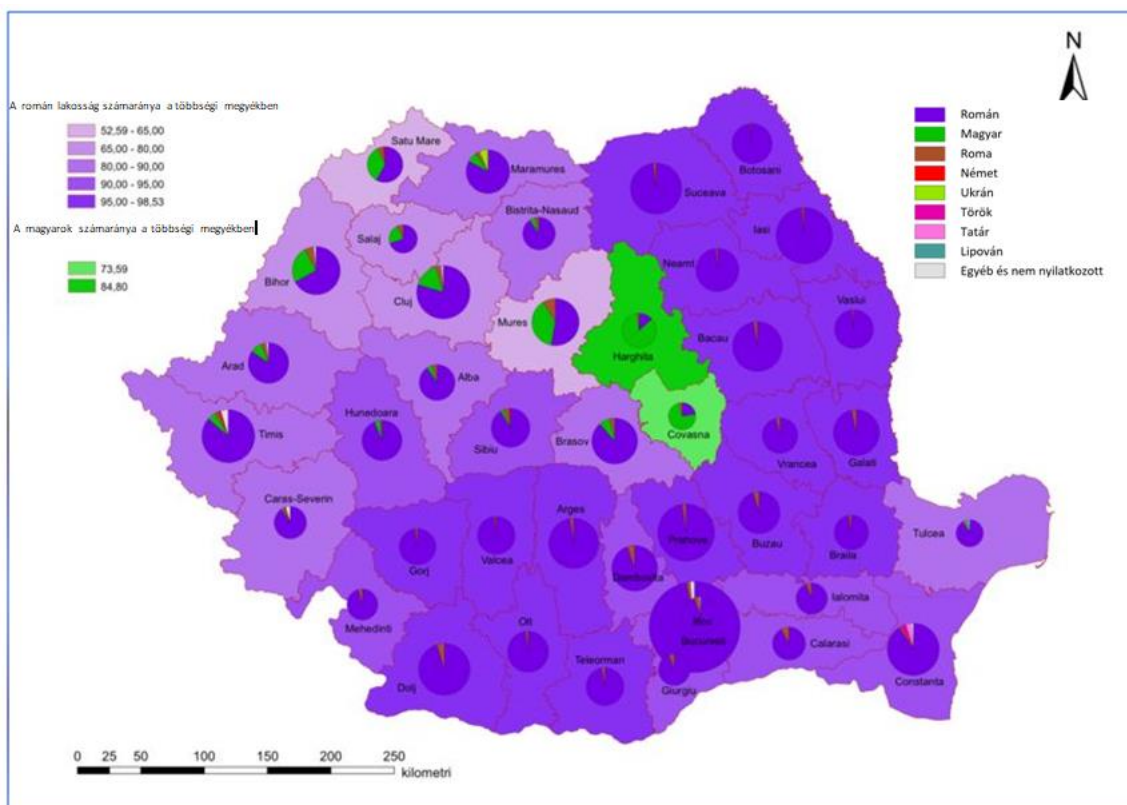 N
A román lakosság számaránya a többségi megyékben
52,59 - 65,00
65,00 - 80,00
80,00 - 90,00
90,00 - 95,00
95,00 - 98,53
A magyarok számaránya a többségi megyékben
73,59
84,80
Román
Magyar
Roma
Német
Ukrán
Török
Tatár
Lipován
Egyéb és nem nyilatkozott
Satu Mare
Maramures
Botosani
Suceava
Bistrita-Nasaud
Salaj
Iasi
Neamt
Bihor
Cluj
Mures
Vaslui
Harghita
Bacau
Arad
Alba
Hunedoara
Covasna
Timis
Sibiu
Brasov
Vrancea
Galati
Caras-Severin
Arges
Tulcea
Gorj
Valcea
Prahova
Buzau
Braila
Dambovita
Ialomita
Mehedinti
Olt
Ilfov
Bucuresti
Calarasi
Dolj
Teleorman
Giurgiu
Constanta
0 25 50 100 150 200 250
kilometri